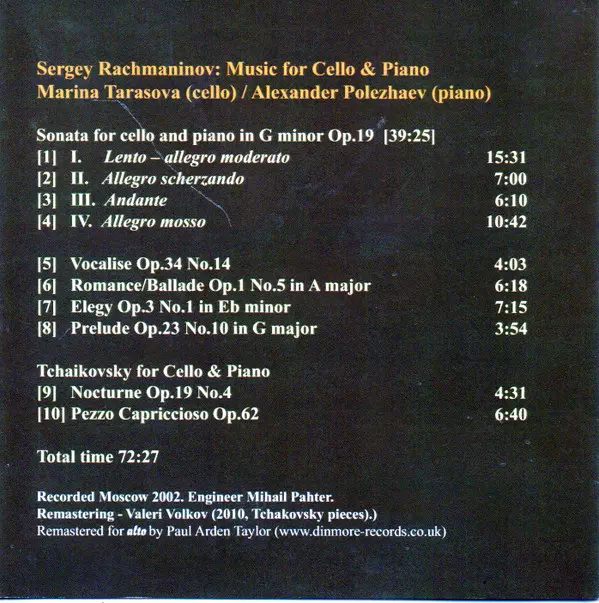 Sergey Rachmaninov: Music for Cello & Piano
Marina Tarasova (cello) / Alexander Polezhaev (piano)
Sonata for cello and piano in G minor Op.19 [39:25]
[1] I. Lento – allegro moderato 15:31
[2] II. Allegro scherzando 7:00
[3] III. Andante 6:10
[4] IV. Allegro mosso 10:42
[5] Vocalise Op.34 No.14 4:03
[6] Romance/Ballade Op.1 No.5 in A major 6:18
[7] Elegy Op.3 No.1 in Eb minor 7:15
[8] Prelude Op.23 No.10 in G major 3:54
Tchaikovsky for Cello & Piano
[9] Nocturne Op.19 No.4 4:31
[10] Pezzo Capriccioso Op.62 6:40
Total time 72:27
Recorded Moscow 2002. Engineer Mihail Pahter.
Remastering - Valeri Volkov (2010, Tchakovsky pieces).)
Remastered for alto by Paul Arden Taylor (www.dinmore-records.co.uk)